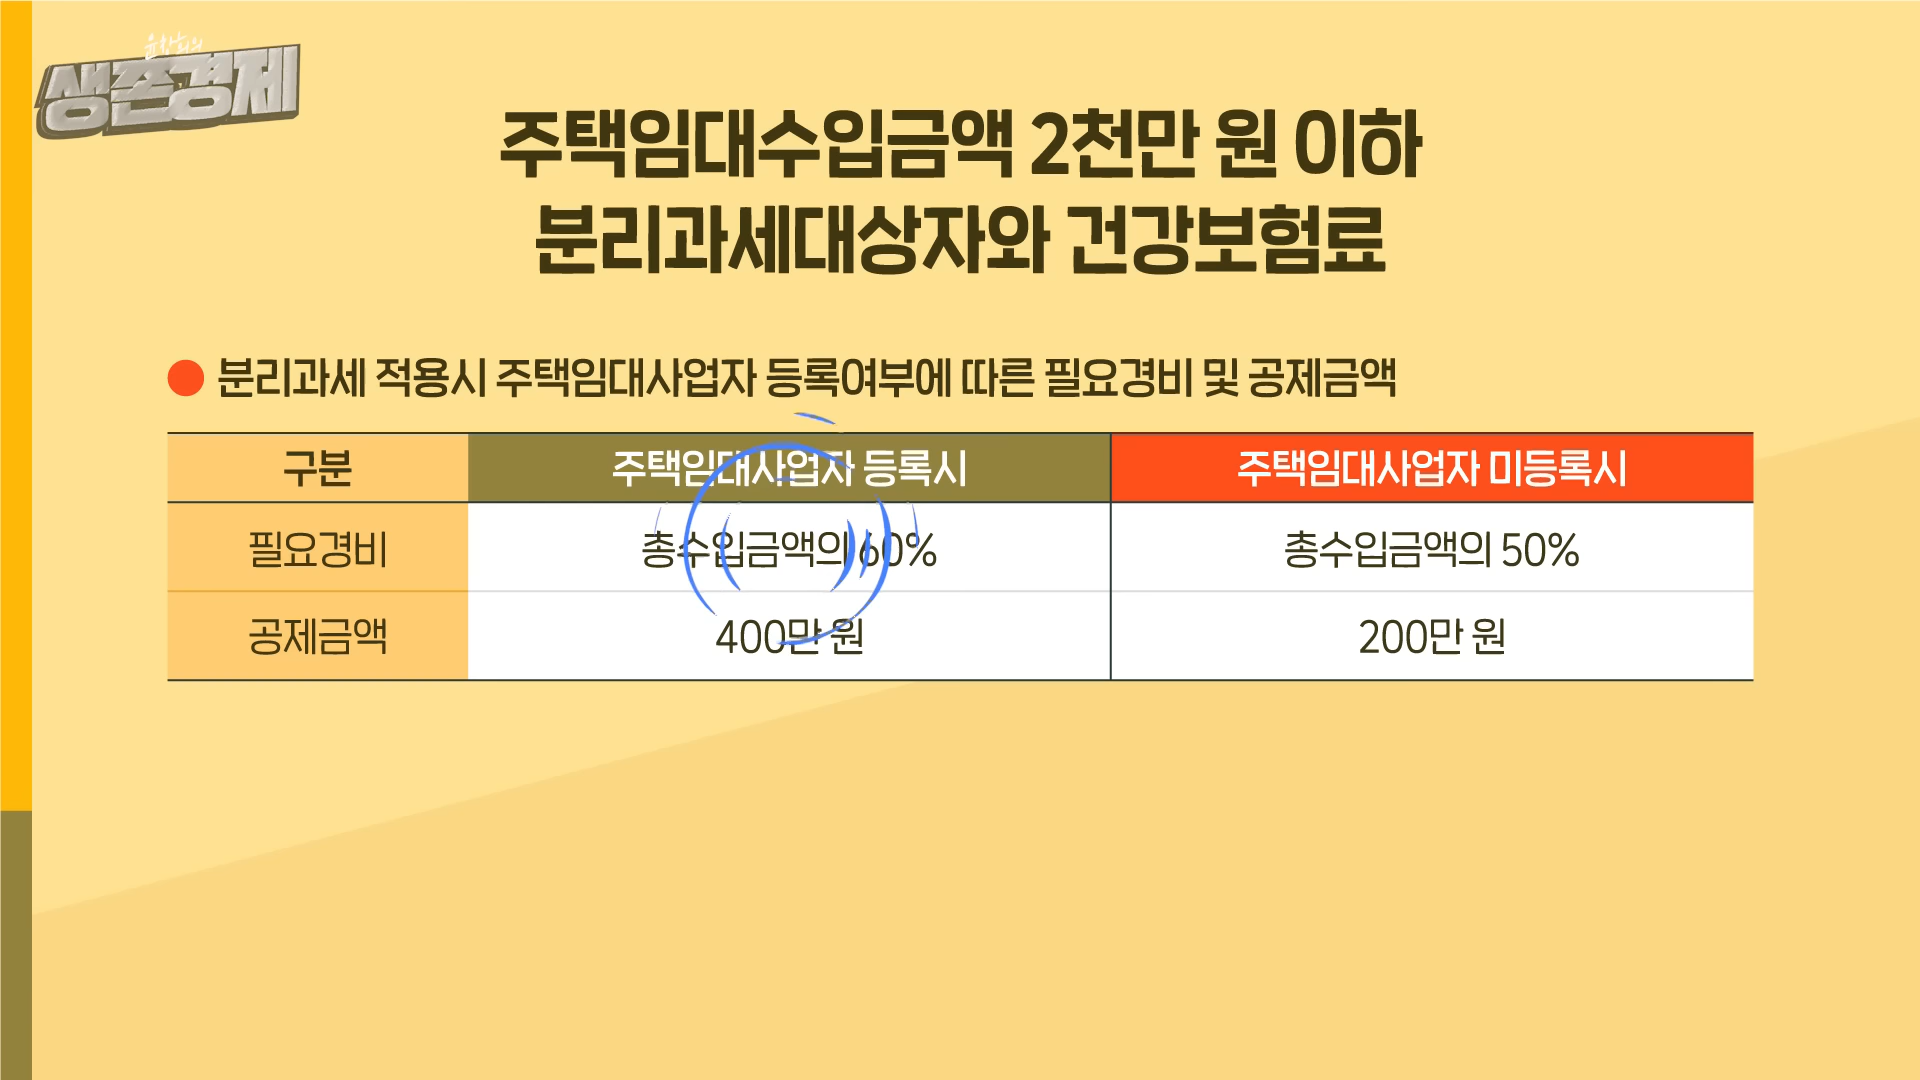 생존경제
주택임대수입금액 2천만 원 이하
분리과세대상자와 건강보험료
분리과세 적용시 주택임대사업자 등록여부에 따른 필요경비 및 공제금액
구분 주택임대사업자 등록시 주택임대사업자 미등록시
필요경비 총수입금액의 60% 총수입금액의 50%
공제금액 400만 원 200만 원